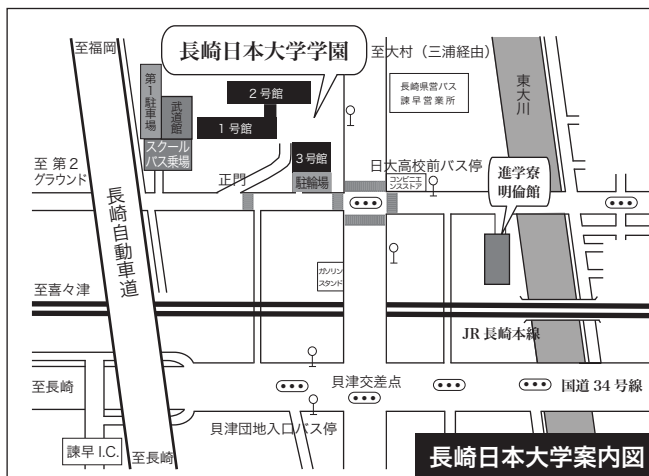 至福岡
長崎日本大学学園
至大村（三浦経由）
第1駐車場
武道館
2号館
1号館
長崎県営バス
諫早営業所
東大川
スクール
バス乗場
3号館
日大高校前バス停
進学寮
明倫館
至 第2
グラウンド
正門
駐輪場
コンビニエ
ンスストア
長崎自動車道
ガソリン
スタンド
至喜々津
JR長崎本線
至長崎
貝津交差点
国道34号線
貝津団地入口バス停
諫早I.C.
至長崎
長崎日本大学案内図